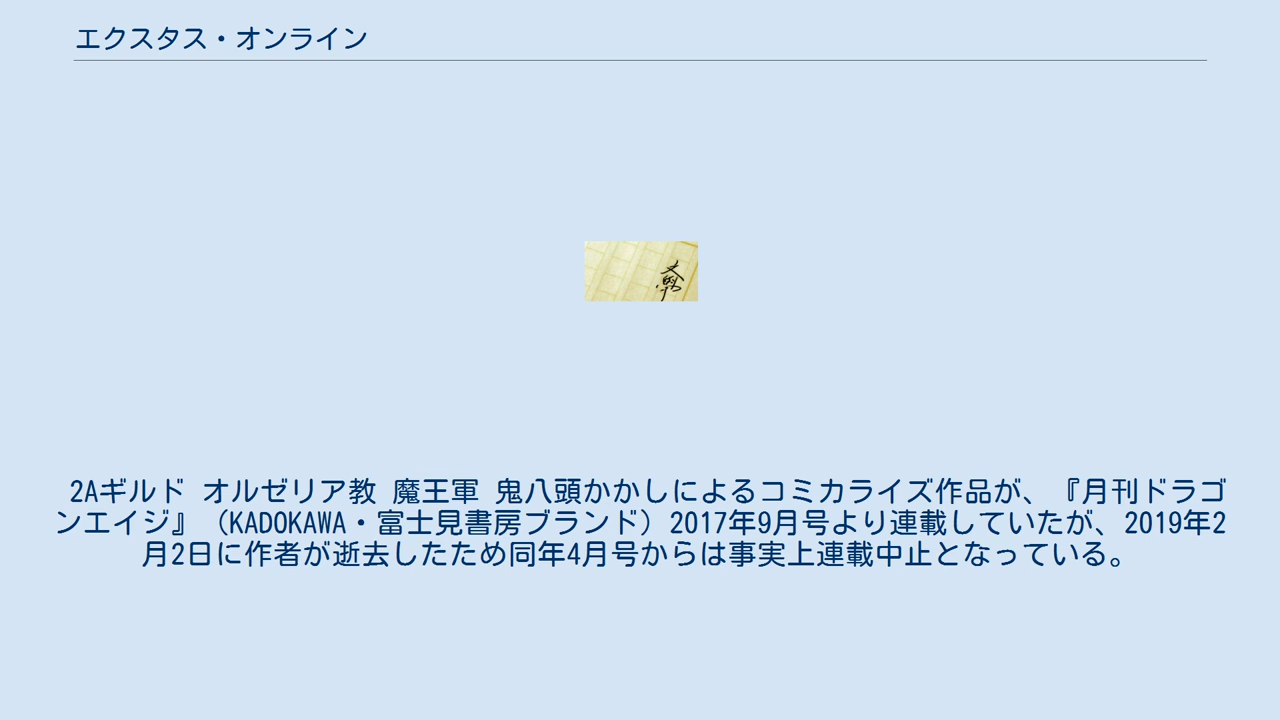 エクスタス・オンライン
2Aギルド オルゼリア教 魔王軍 鬼八頭かかしによるコミカライズ作品が、『月刊ドラゴ
ンエイジ』（KADOKAWA・富士見書房ブランド）2017年9月号より連載していたが、2019年2
月2日に作者が逝去したため同年4月号からは事実上連載中止となっている。